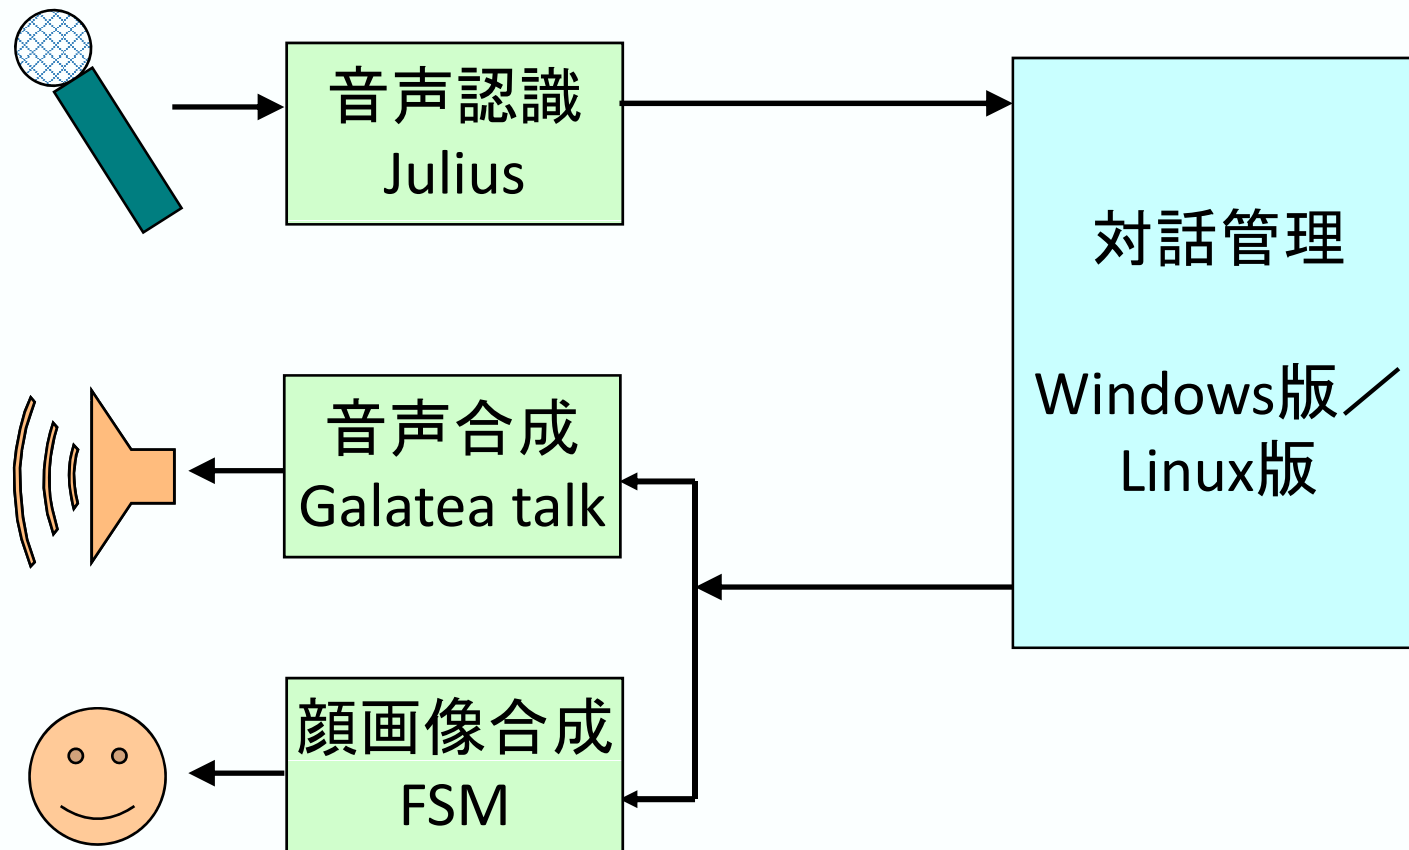 音声認識
Julius
対話管理
Windows版／
Linux版
音声合成
Galatea talk
顔画像合成
FSM